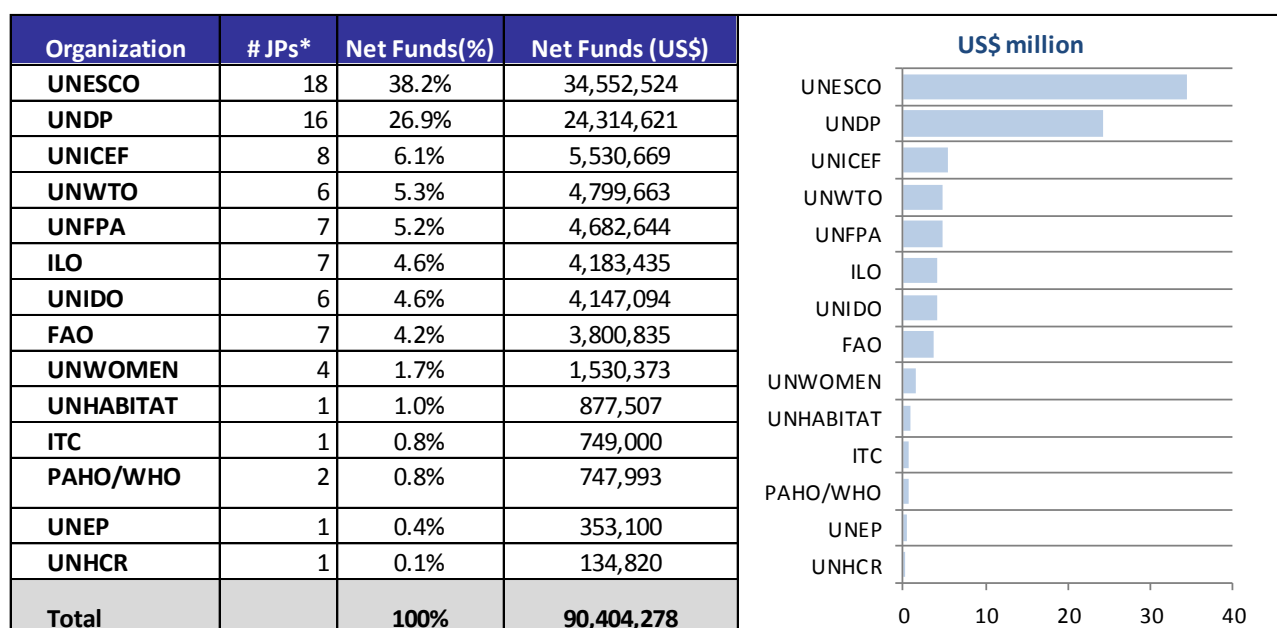 Organization # JPs* Net Funds(%) Net Funds (US$)
UNESCO 18 38.2% 34,552,524
UNDP 16 26.9% 24,314,621
UNICEF 8 6.1% 5,530,669
UNWTO 6 5.3% 4,799,663
UNFPA 7 5.2% 4,682,644
ILO 7 4.6% 4,183,435
UNIDO 6 4.6% 4,147,094
FAO 7 4.2% 3,800,835
UNWOMEN 4 1.7% 1,530,373
UNHABITAT 1 1.0% 877,507
ITC 1 0.8% 749,000
PAHO/WHO 2 0.8% 747,993
UNEP 1 0.4% 353,100
UNHCR 1 0.1% 134,820
Total 100% 90,404,278
US$ million
UNESCO
UNDP
UNICEF
UNWTO
UNFPA
ILO
UNIDO
FAO
UNWOMEN
UNHABITAT
ITC
PAHO/WHO
UNEP
UNHCR
0 10 20 30 40